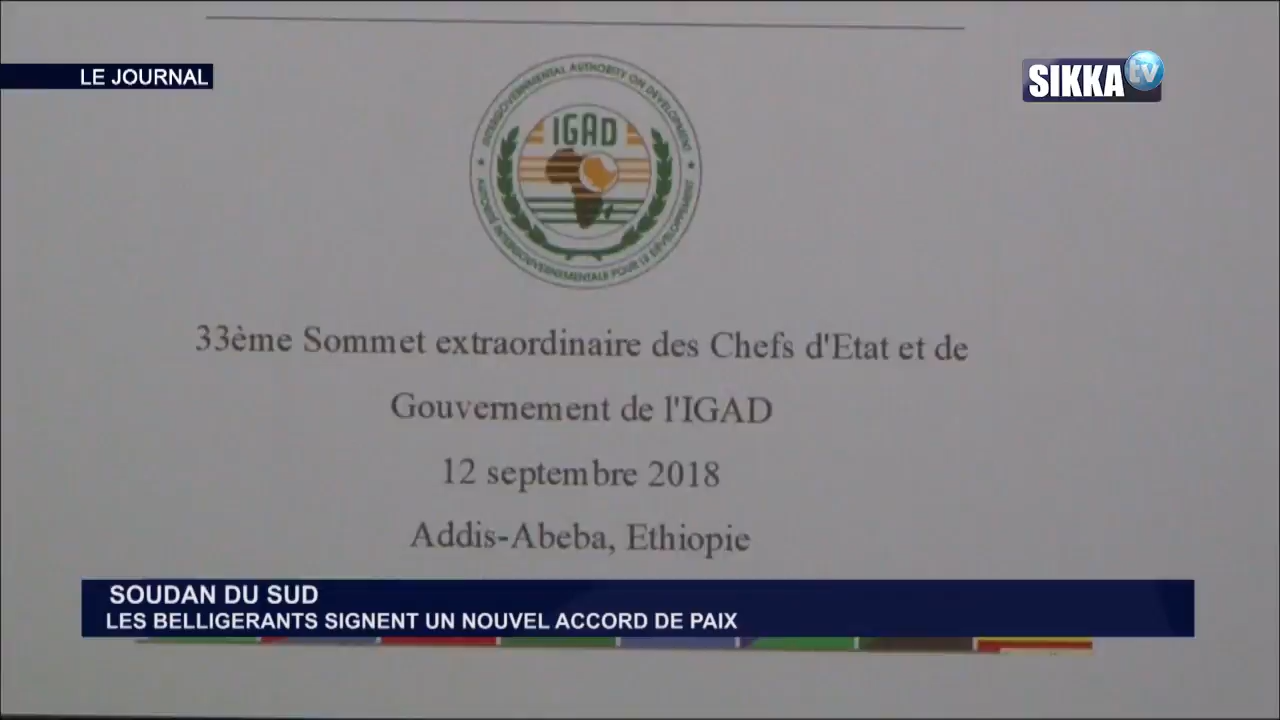 LE JOURNAL
SIKKA tv
INTERGOVERNMENTAL AUTHORITY ON DEVELOPMENT
IGAD
AUTORITÉ INTERGOUVERNEMENTALE POUR LE DÉVELOPPEMENT
33ème Sommet extraordinaire des Chefs d'Etat et de
Gouvernement de l'IGAD
12 septembre 2018
Addis-Abeba, Ethiopie
SOUDAN DU SUD
LES BELLIGERANTS SIGNENT UN NOUVEL ACCORD DE PAIX